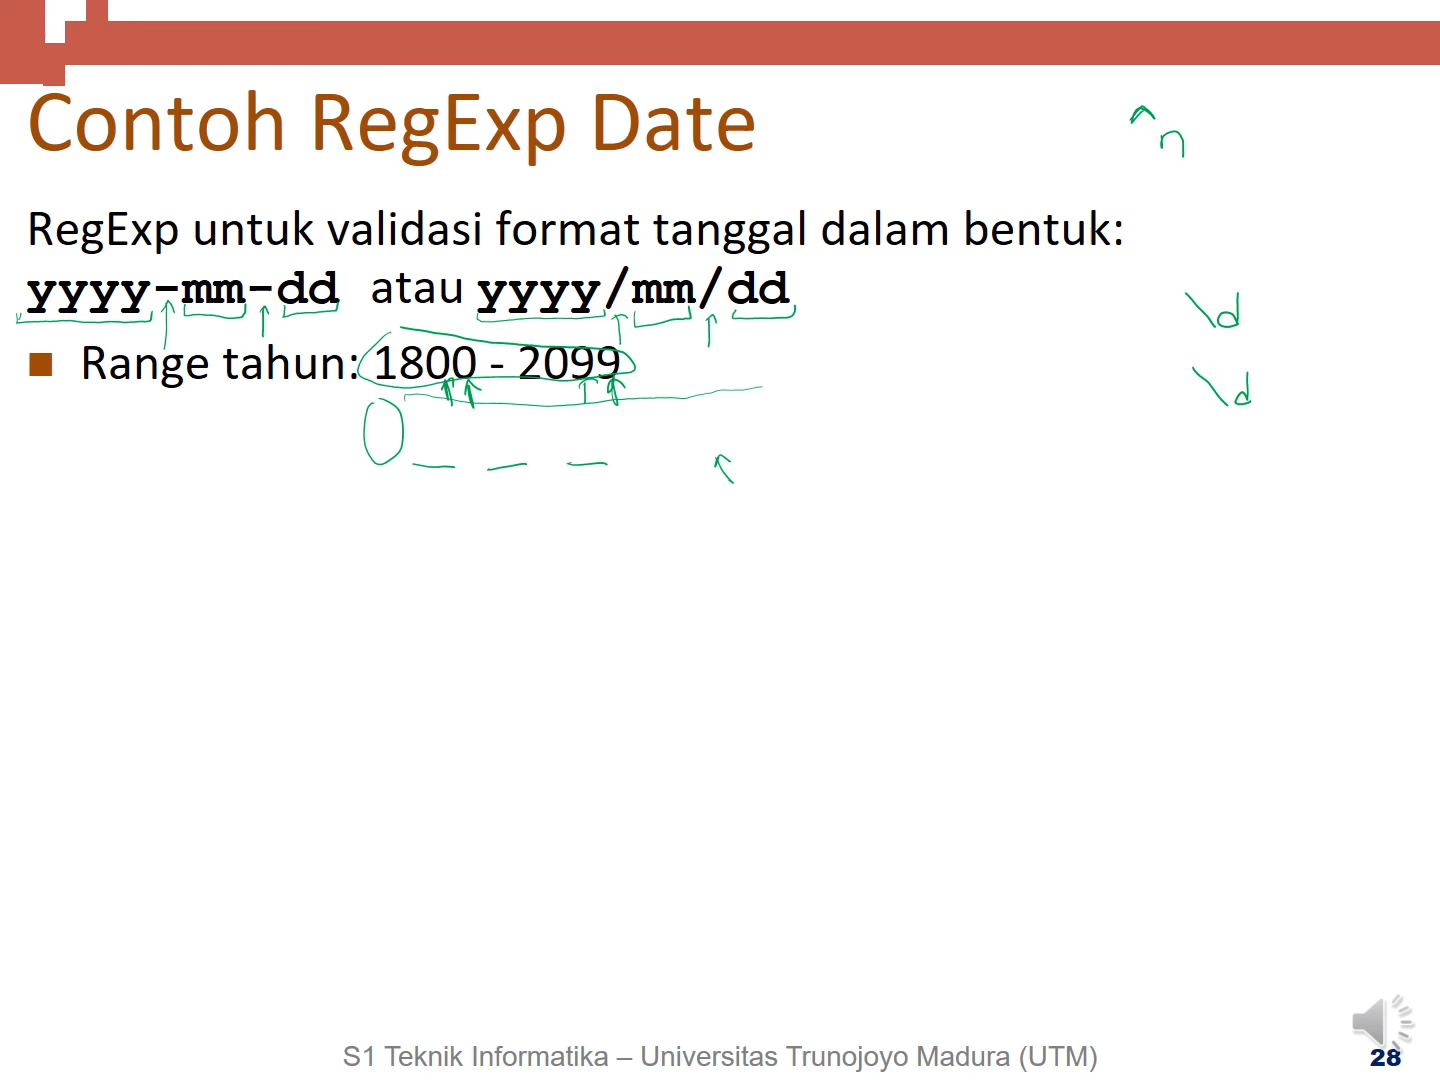 Contoh RegExp Date
^
n
RegExp untuk validasi format tanggal dalam bentuk:
yyyy-mm-dd atau yyyy/mm/dd
\d
Range tahun: 1800 - 2099
\d
S1 Teknik Informatika – Universitas Trunojoyo Madura (UTM)
28